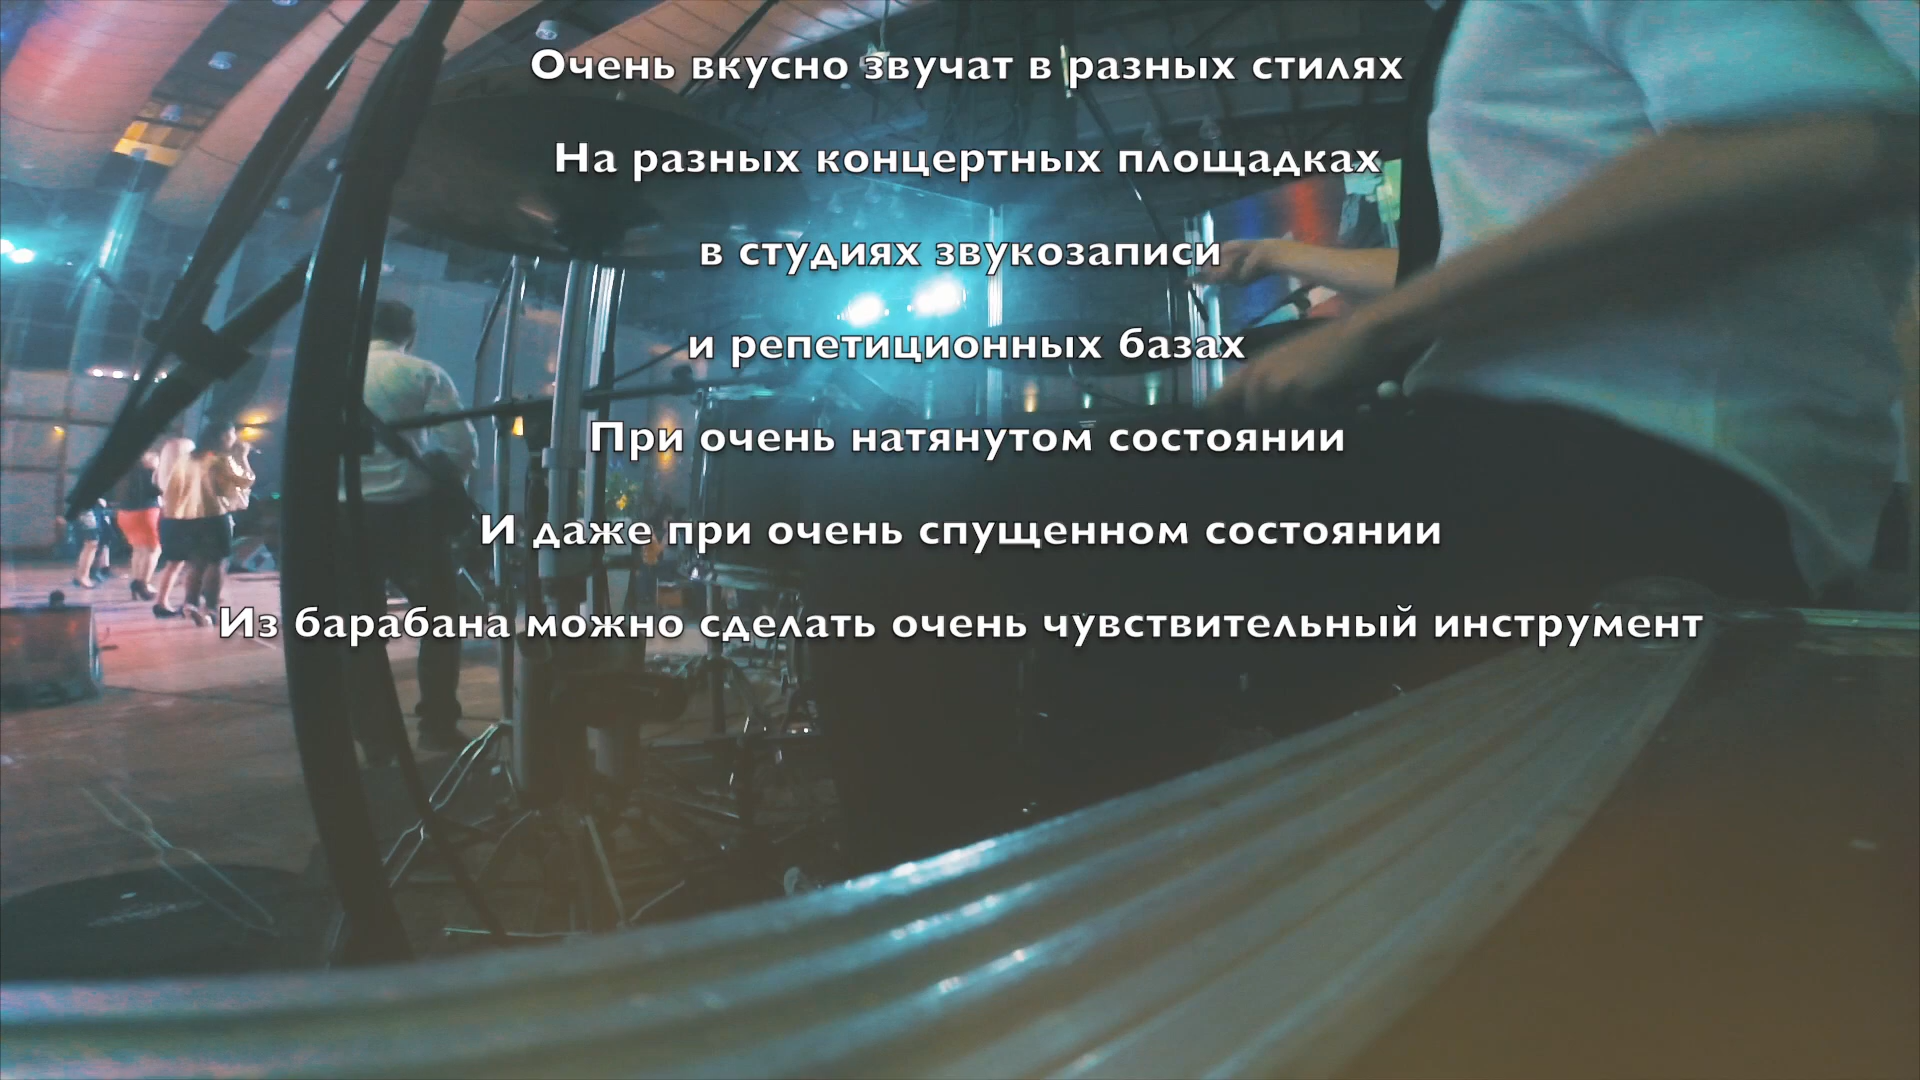 Очень вкусно звучат в разных стилях
На разных концертных площадках
в студиях звукозаписи
и репетиционных базах
При очень натянутом состоянии
И даже при очень спущенном состоянии
Из барабана можно сделать очень чувствительный инструмент